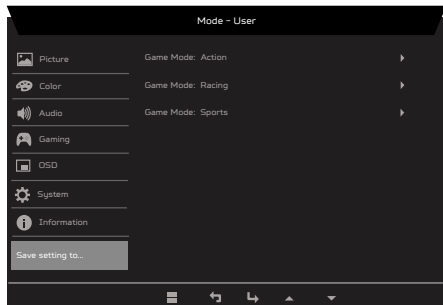 Mode - User
Picture
Game Mode: Action
Color
Game Mode: Racing
Audio
Game Mode: Sports
Gaming
OSD
System
Information
Save setting to...